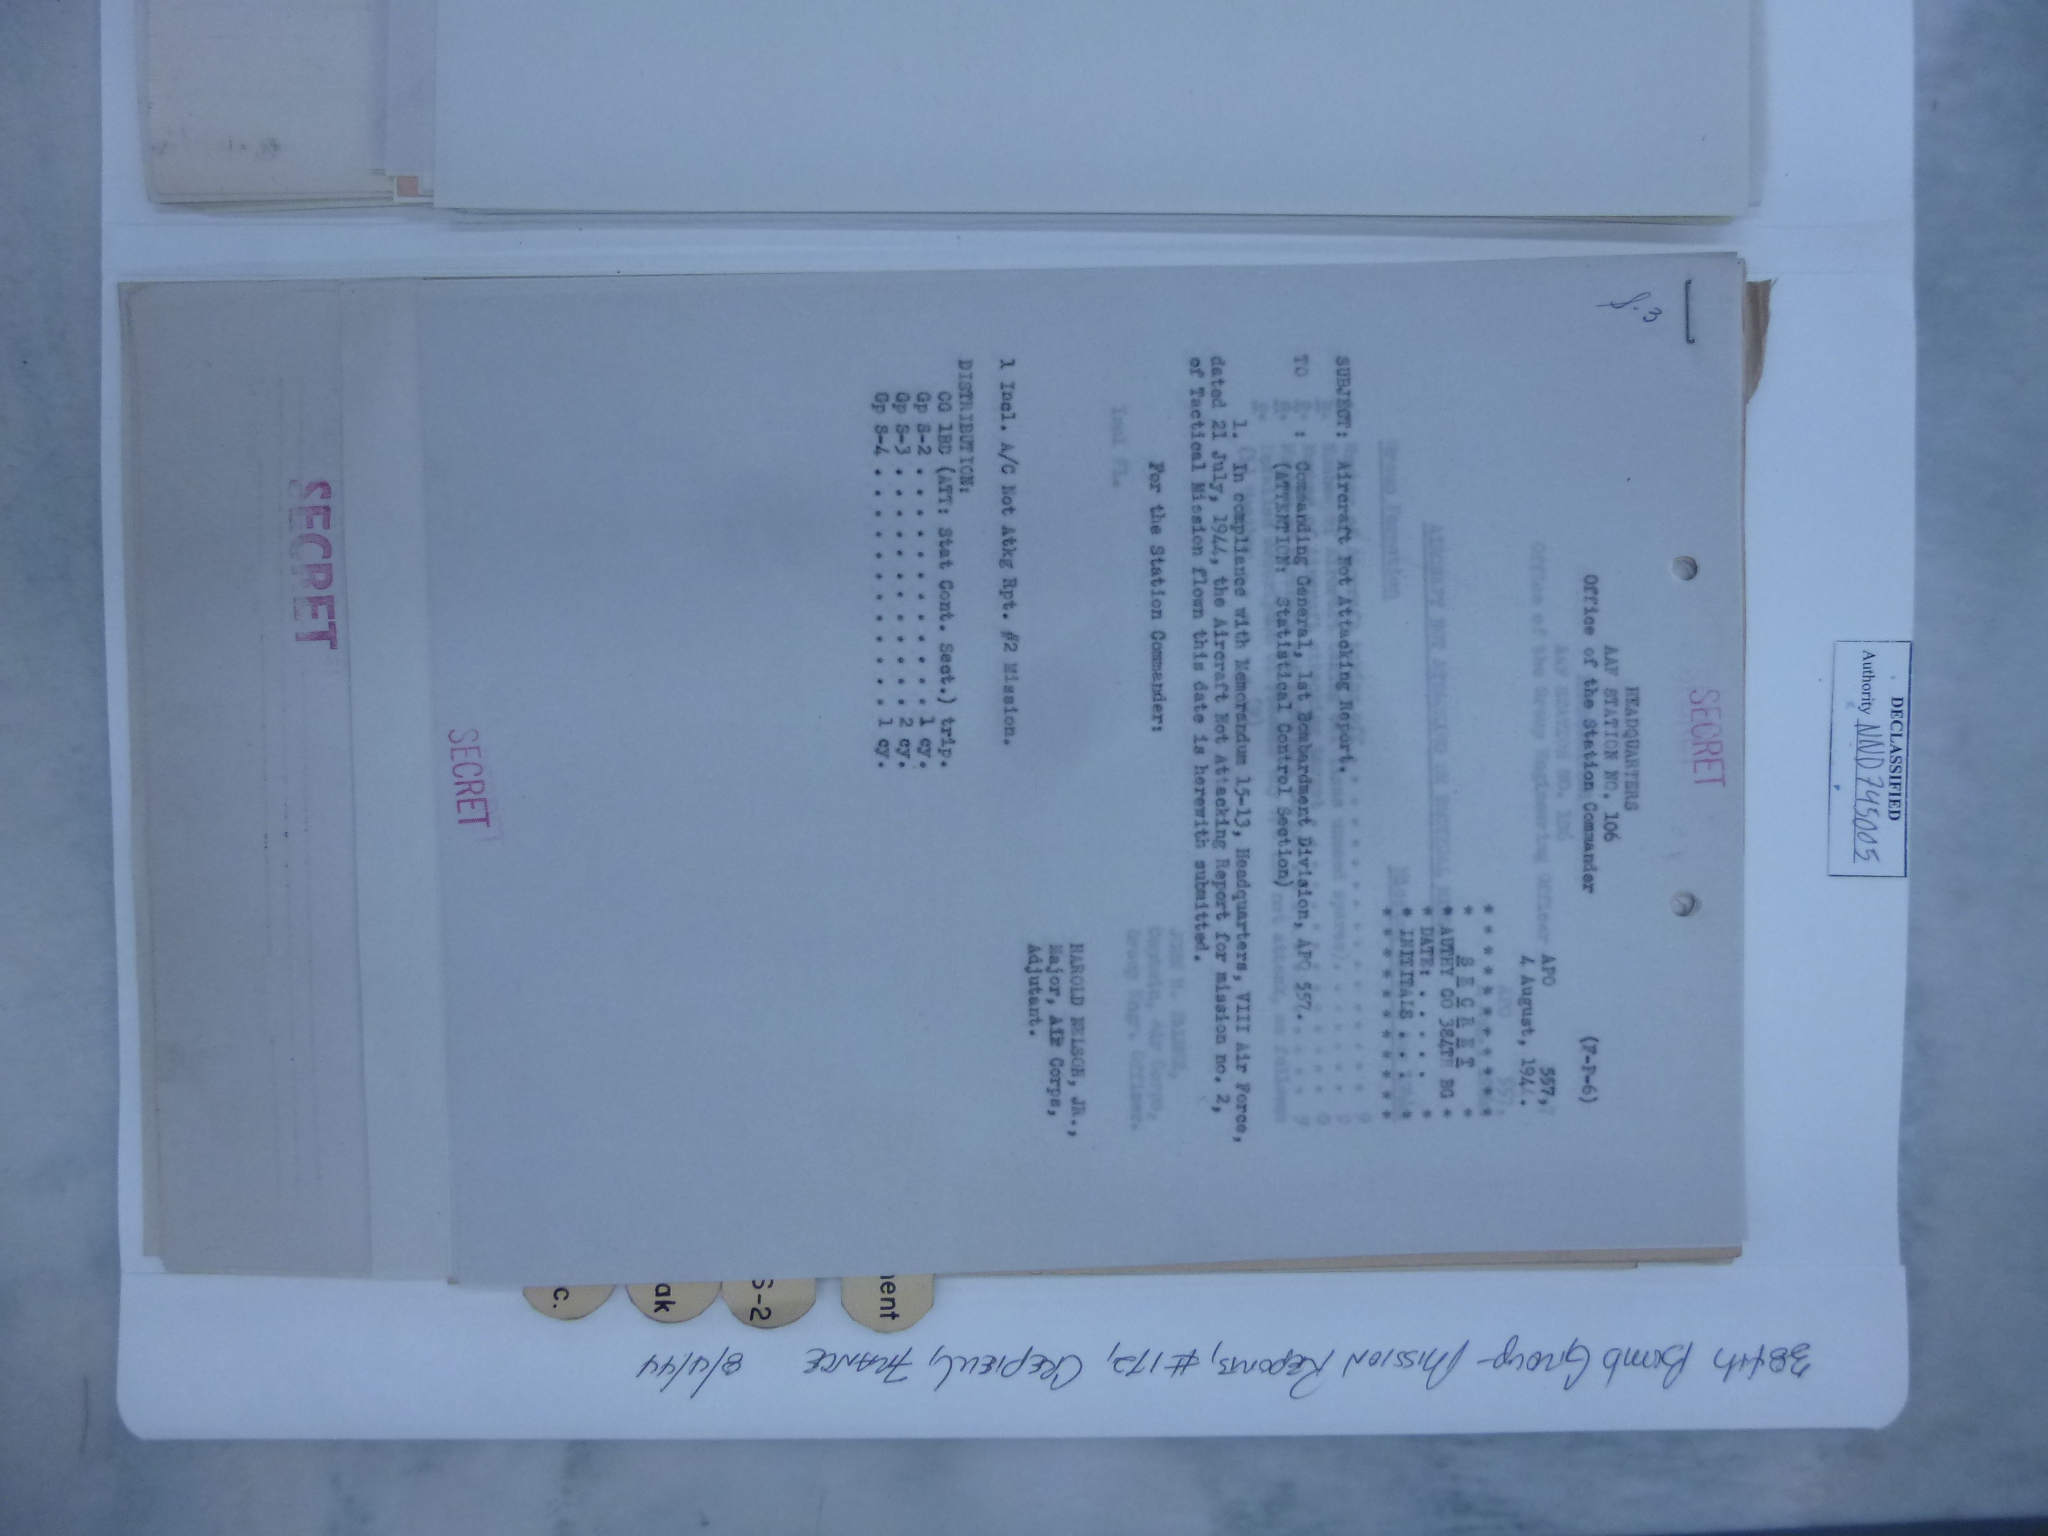 DECLASSIFIED
Authority NND 745005
SECRET
HEADQUARTERS
AAF STATION NO. 106
Office of the Station Commander
(F-F-6)
APO 557,
4 August, 1944.
* * * * * * * * * * *
* S E C R E T *
* AUTHY CO 384TH BG *
* DATE: . . . . . *
* INITIALS . . . . *
* * * * * * * * * * *
SUBJECT: Aircraft Not Attacking Report.
TO : Commanding General, 1st Bombardment Division, APO 557.
(ATTENTION: Statistical Control Section)
1. In compliance with Memorandum 15-13, Headquarters, VIII Air Force,
dated 21 July, 1944, the Aircraft Not Attacking Report for mission no. 2,
of Tactical Mission flown this date is herewith submitted.
For the Station Commander:
HAROLD NELSON, JR.,
Major, Air Corps,
Adjutant.
1 Incl. A/C Not Atkg Rpt. #2 Mission.
DISTRIBUTION:
CG 1BD (ATT: Stat Cont. Sect.) trip.
Gp S-2 . . . . . . . . . . . 1 cy.
Gp S-3 . . . . . . . . . . . 2 cy.
Gp S-4 . . . . . . . . . . . 1 cy.
SECRET
SECRET
ent
S-2
ak
c.
384th Bomb Group - Mission Reports, #172, Crepieul, France 8/4/44